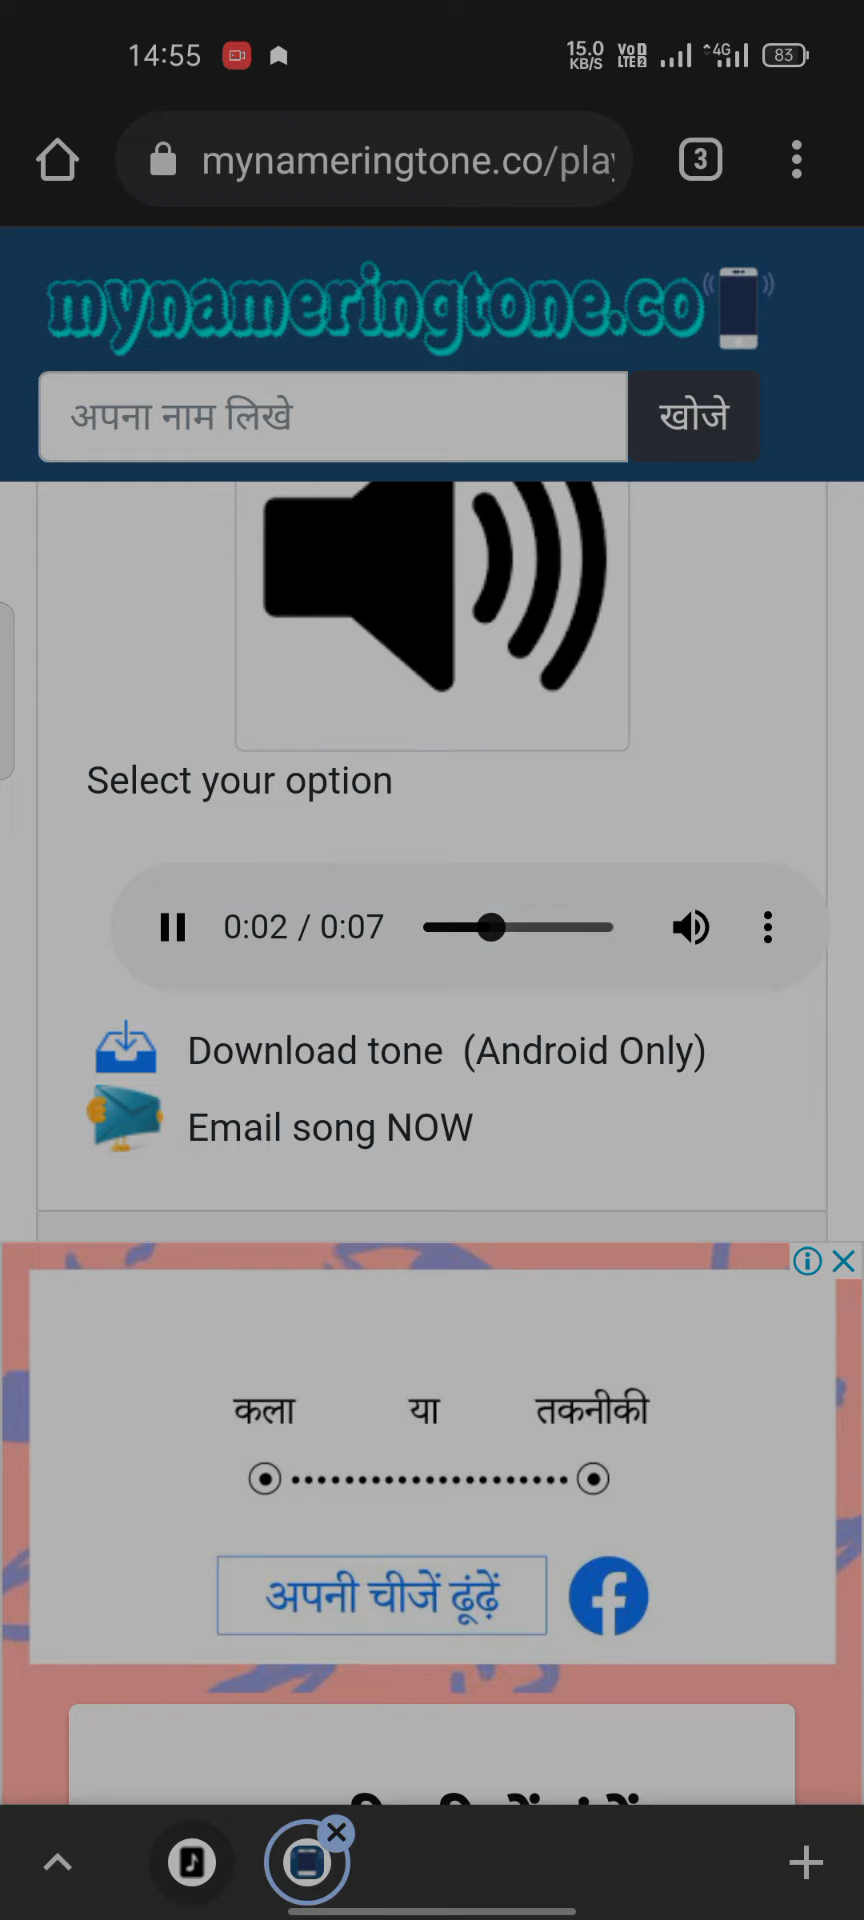 14:55 15.0 KB/S VoD LTE2 4G 83
mynameringtone.co/play
3
mynameringtone.co
अपना नाम लिखे खोजे
Select your option
0:02 / 0:07
Download tone (Android Only)
Email song NOW
कला या तकनीकी
अपनी चीजें ढूंढ़ें